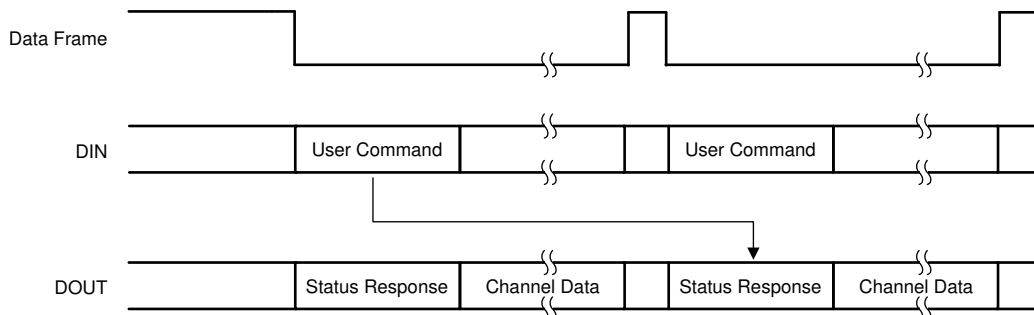 Data Frame
DIN
User Command
User Command
DOUT
Status Response
Channel Data
Status Response
Channel Data